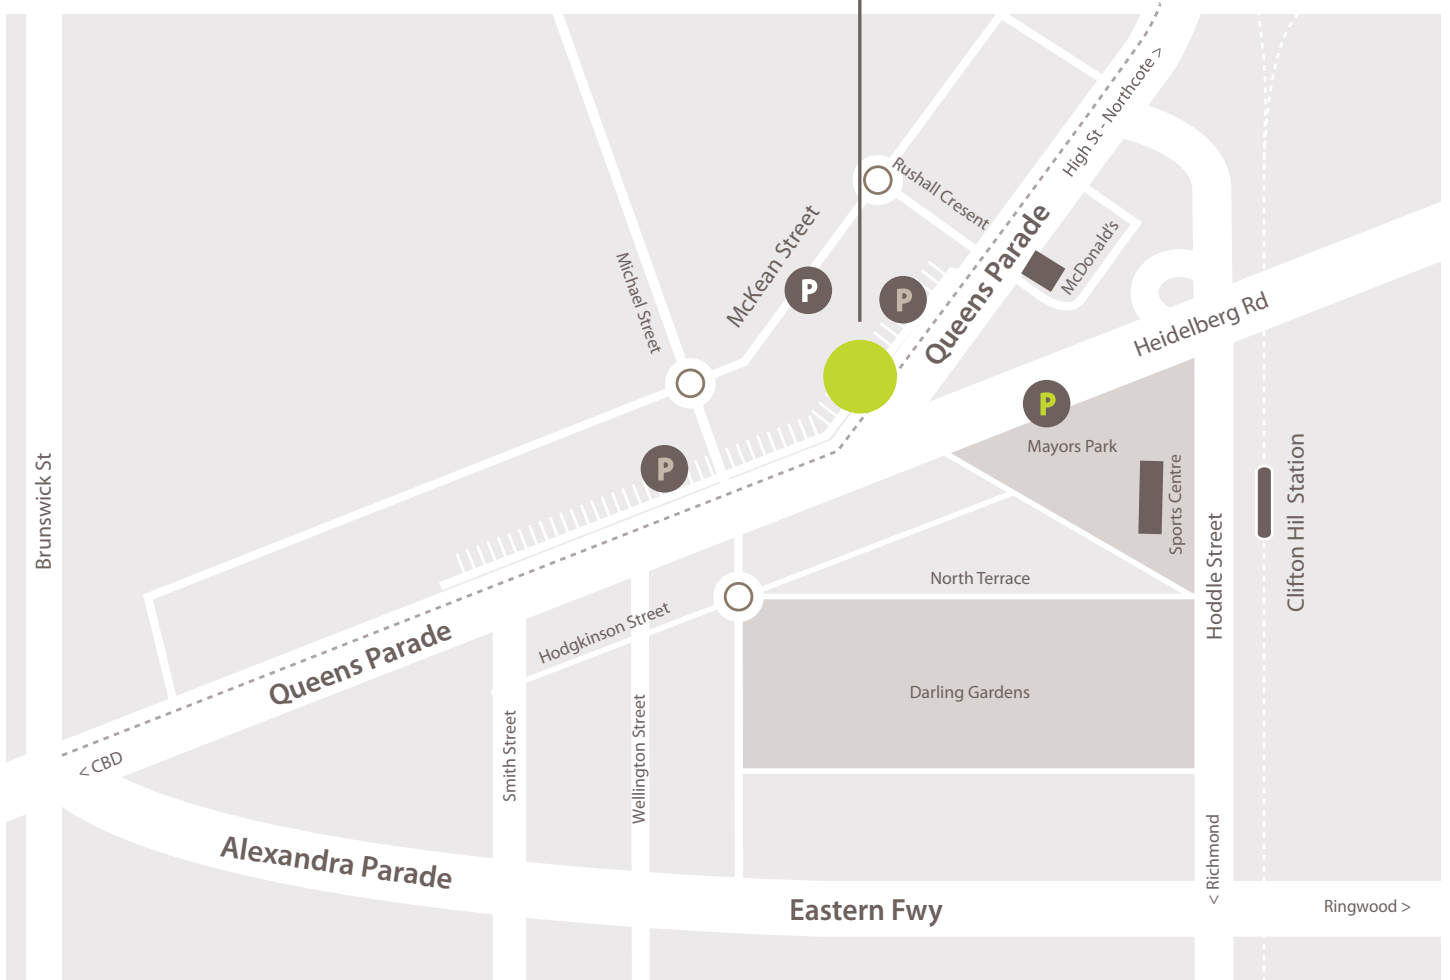 High St - Northcote >
Rushall Cresent
McKean Street
Queens Parade
McDonald's
Michael Street
P
P
Heidelberg Rd
P
Mayors Park
P
Brunswick St
Sports Centre
Clifton Hil Station
Hoddle Street
North Terrace
Hodgkinson Street
Queens Parade
Darling Gardens
< CBD
Smith Street
Wellington Street
Alexandra Parade
< Richmond
Eastern Fwy
Ringwood >